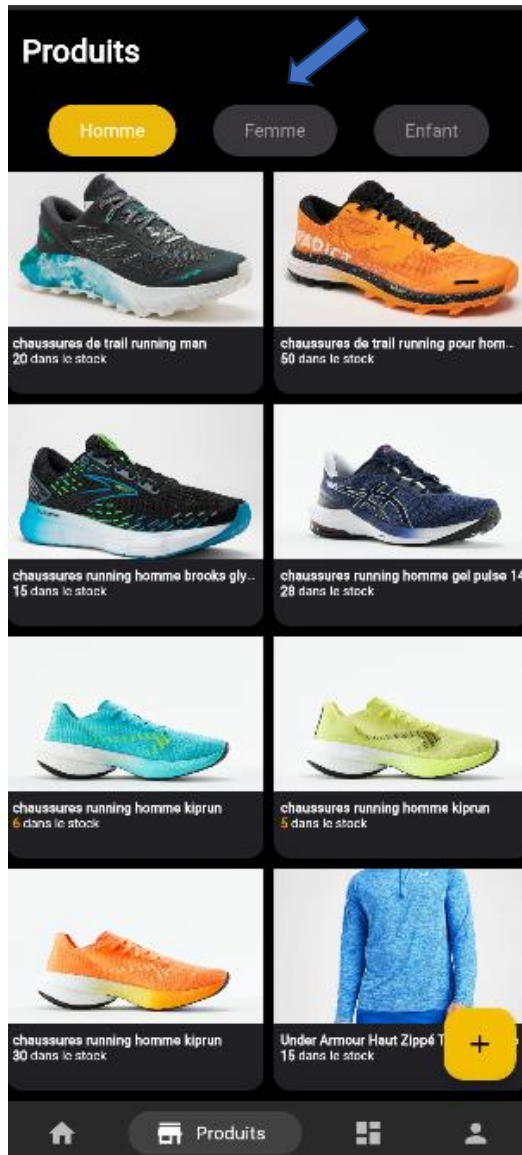 Produits
Homme
Femme
Enfant
chaussures de trail running man
20 dans le stock
chaussures de trail running pour hom...
50 dans le stock
chaussures running homme brooks gly...
15 dans le stock
chaussures running homme gel pulse 14
28 dans le stock
chaussures running homme kiprun
6 dans le stock
chaussures running homme kiprun
5 dans le stock
chaussures running homme kiprun
30 dans le stock
Under Armour Haut Zippé T
15 dans le stock
+
Produits